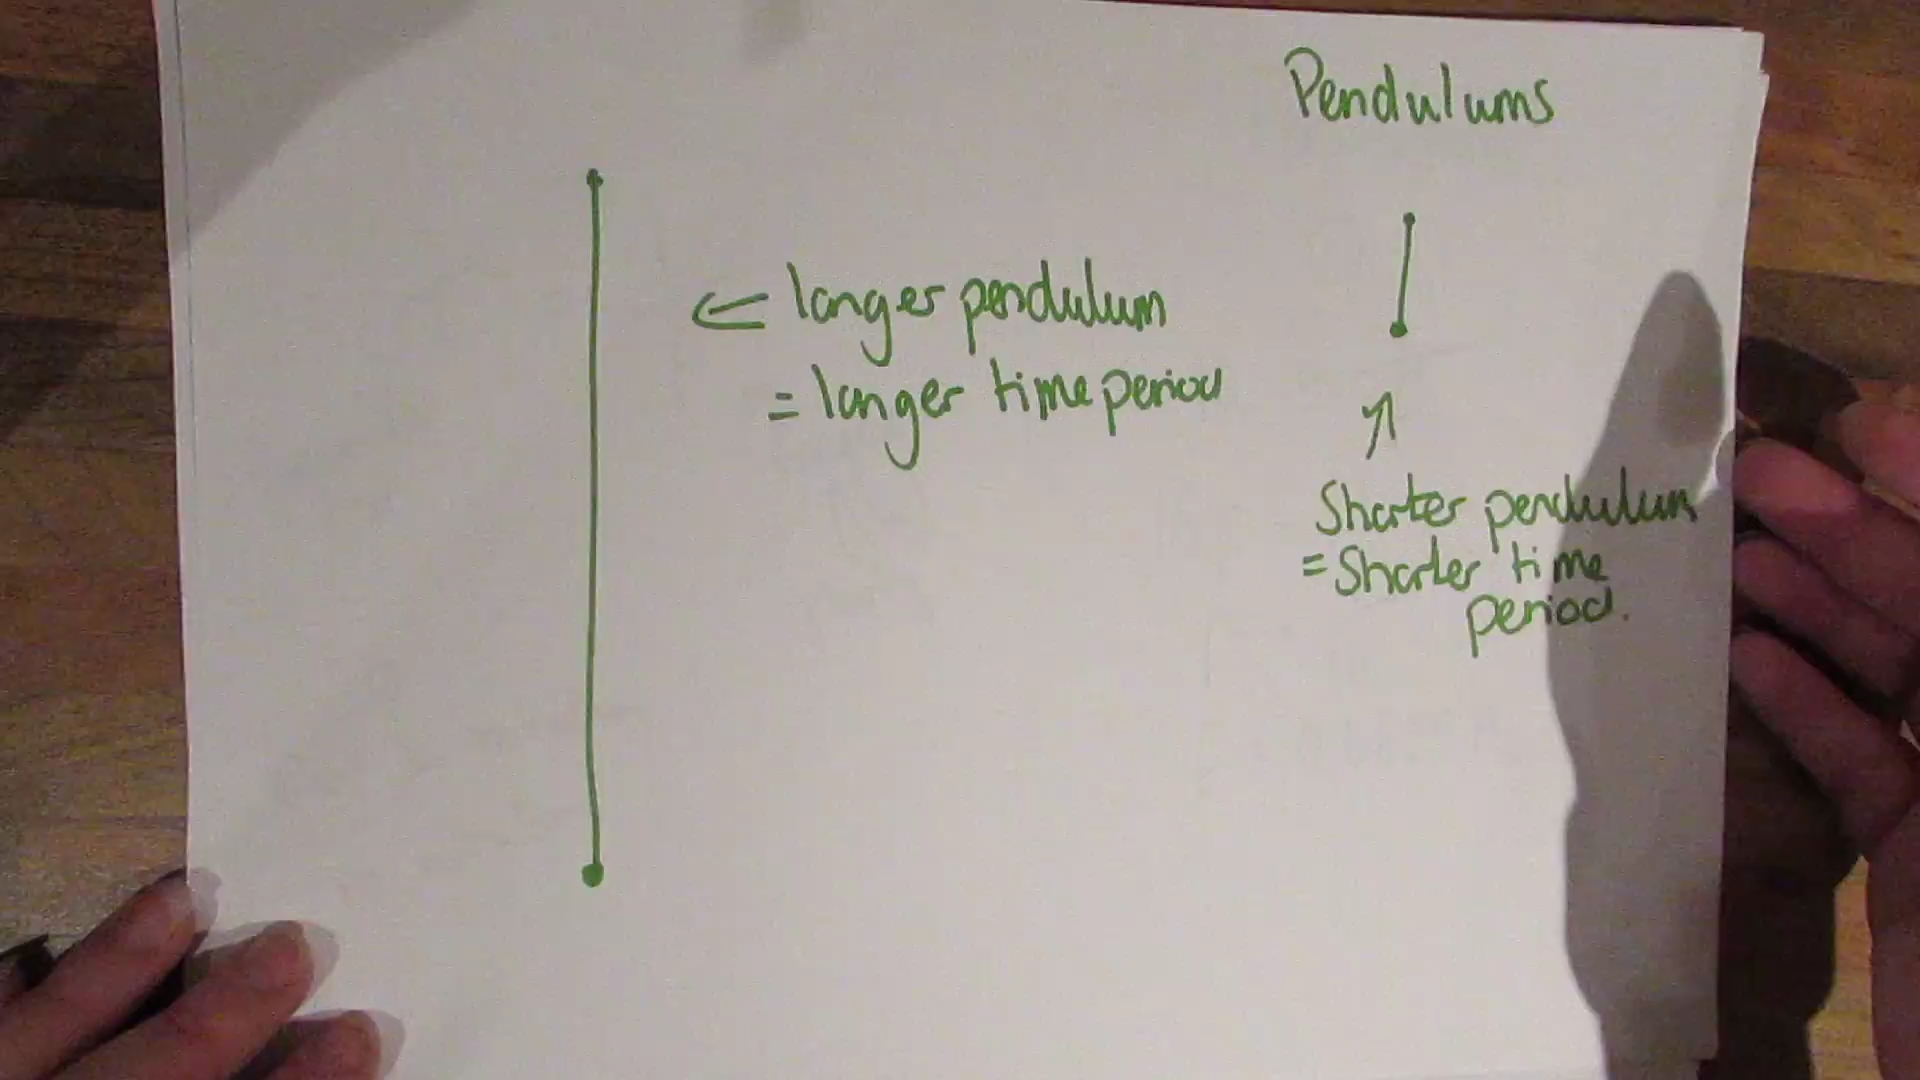 Pendulums
longer pendulum
= longer time period
Shorter pendulum
= Shorter time
period.